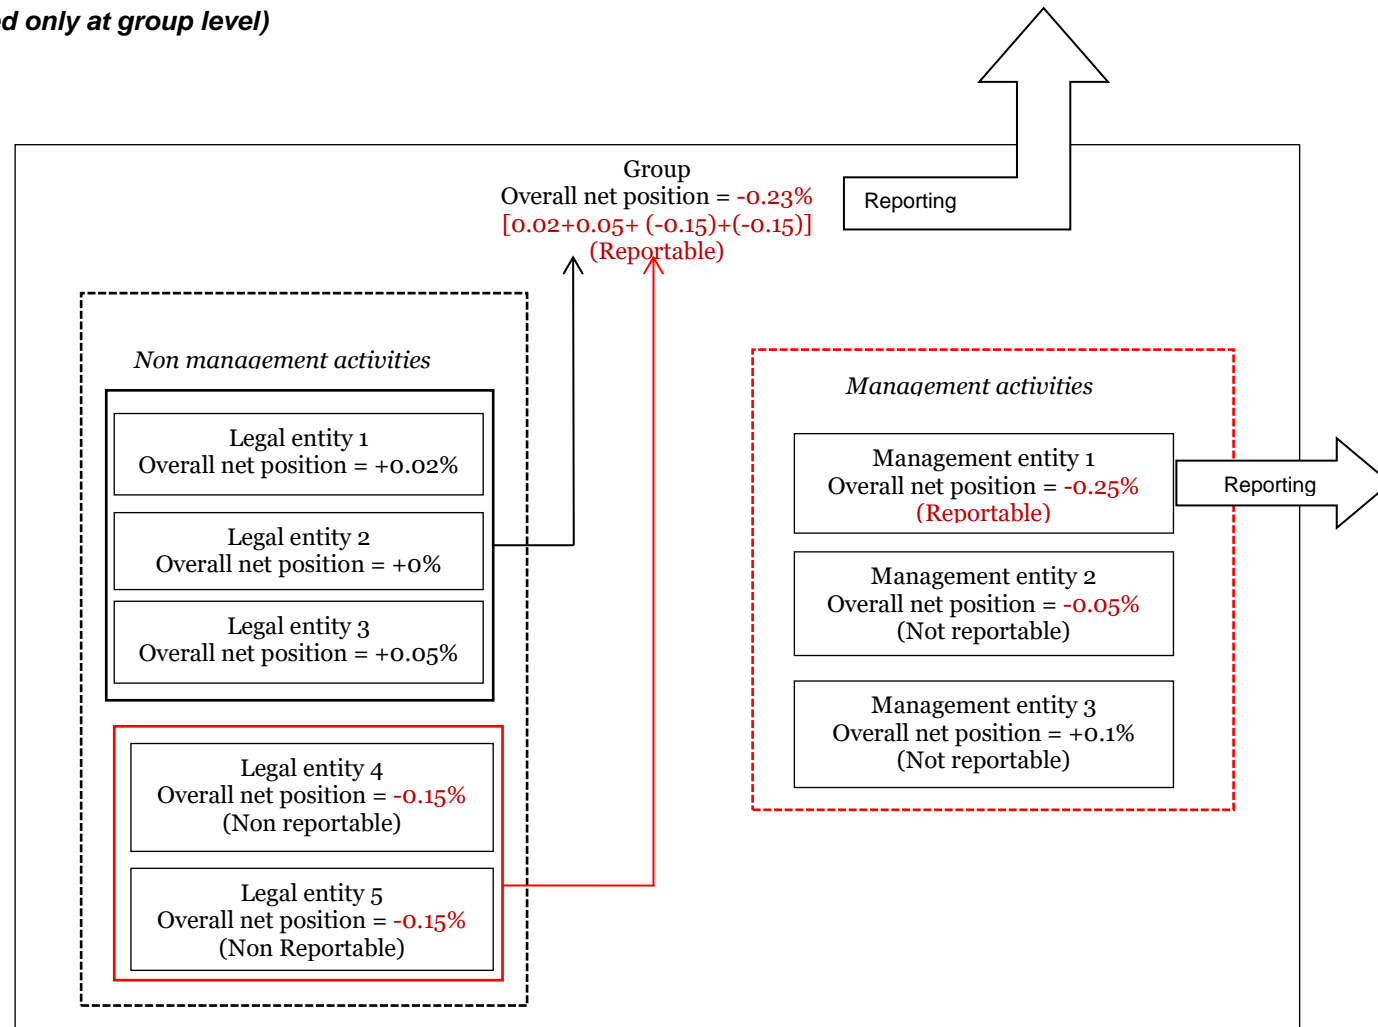 ed only at group level)
Group
Overall net position = -0.23%
[0.02+0.05+ (-0.15)+(-0.15)]
(Reportable)
Reporting
Non management activities
Legal entity 1
Overall net position = +0.02%
Legal entity 2
Overall net position = +0%
Legal entity 3
Overall net position = +0.05%
Legal entity 4
Overall net position = -0.15%
(Non reportable)
Legal entity 5
Overall net position = -0.15%
(Non Reportable)
Management activities
Management entity 1
Overall net position = -0.25%
(Reportable)
Reporting
Management entity 2
Overall net position = -0.05%
(Not reportable)
Management entity 3
Overall net position = +0.1%
(Not reportable)